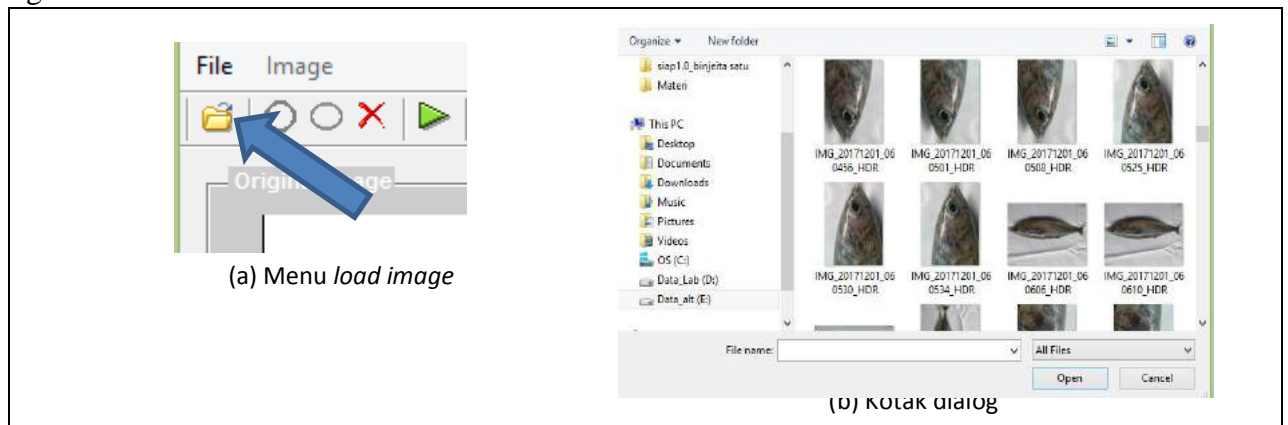 File Image
Original Image
(a) Menu load image
Organize New folder
siap1.0_binjeita satu
Materi
This PC
Desktop
Documents
Downloads
Music
Pictures
Videos
OS (C:)
Data_Lab (D:)
Data_alt (E:)
IMG_20171201_06 IMG_20171201_06 IMG_20171201_06 IMG_20171201_06
0456_HDR 0501_HDR 0508_HDR 0525_HDR
IMG_20171201_06 IMG_20171201_06 IMG_20171201_06 IMG_20171201_06
0530_HDR 0534_HDR 0606_HDR 0610_HDR
File name: All Files
Open Cancel
(b) Kotak dialog